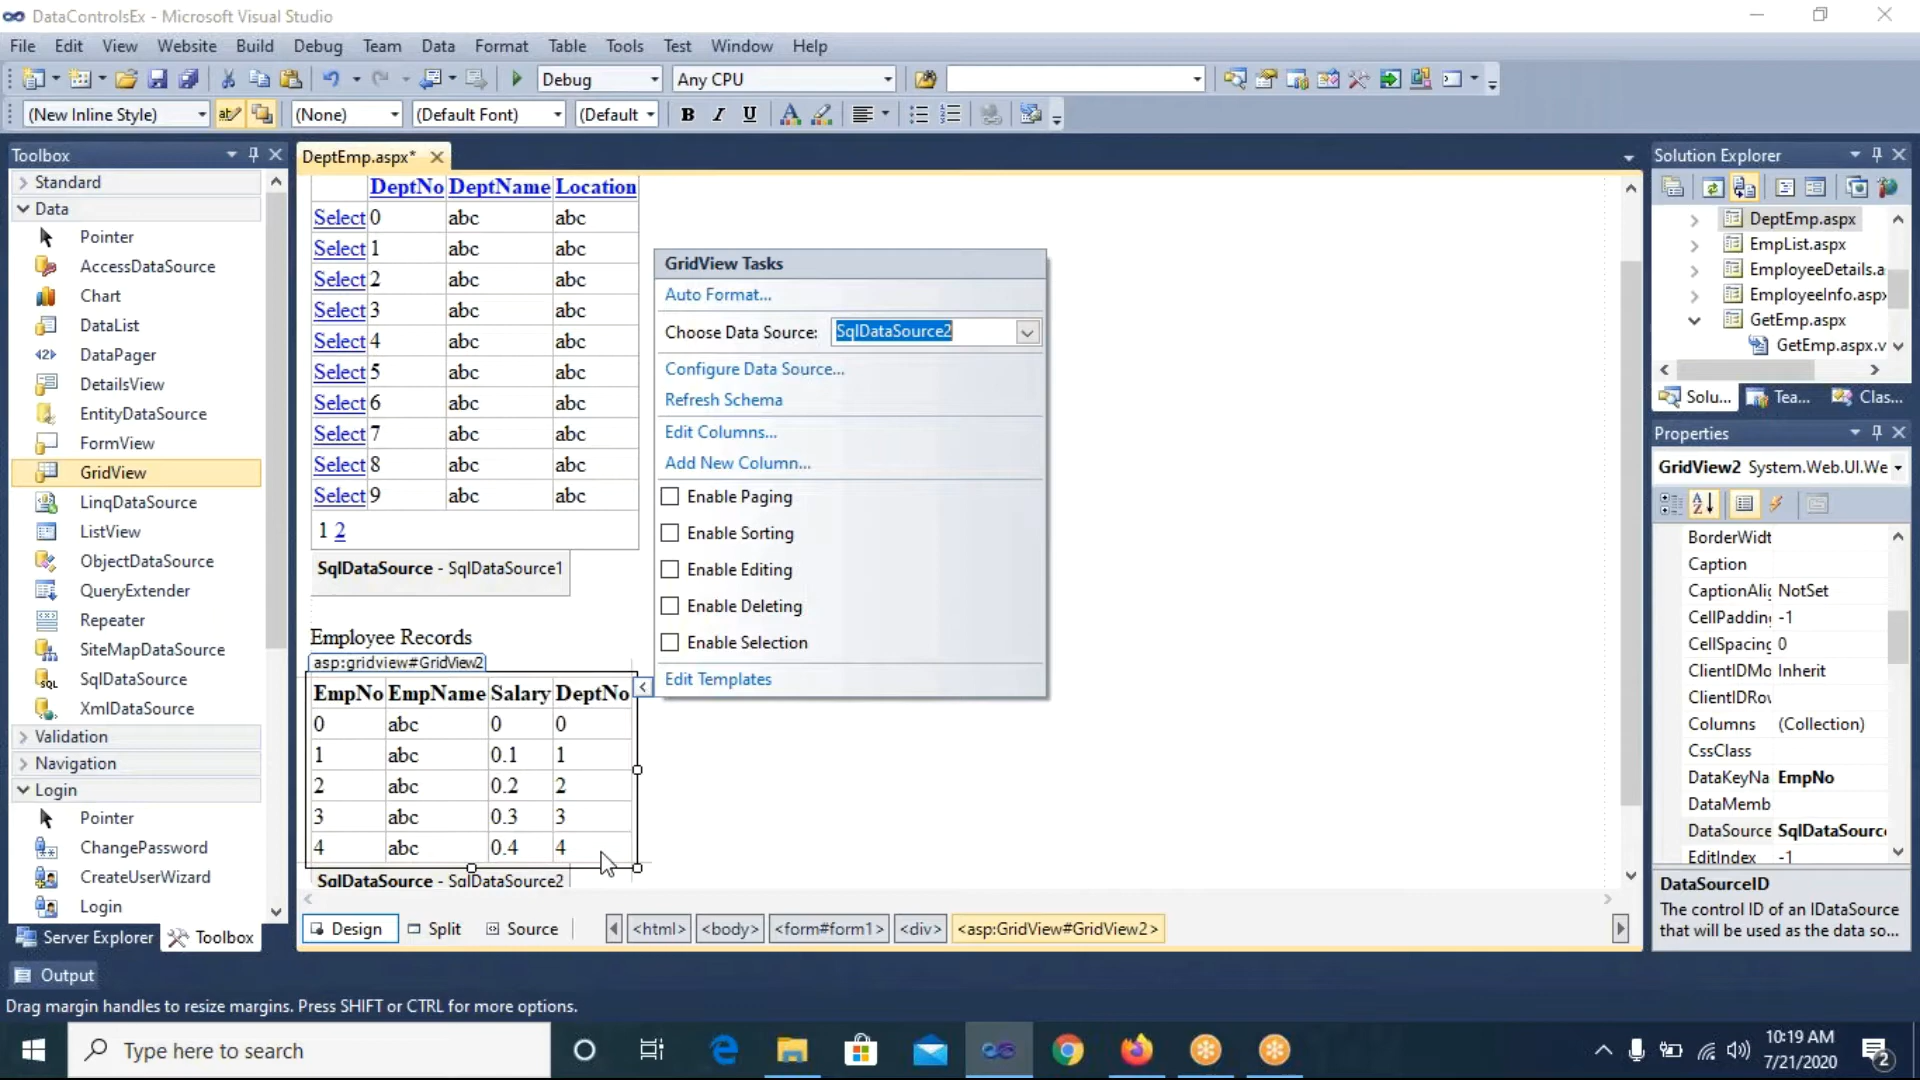 DataControlsEx - Microsoft Visual Studio
File Edit View Website Build Debug Team Data Format Table Tools Test Window Help
Debug Any CPU
(New Inline Style) (None) (Default Font) (Default B I U
Toolbox
Standard
Data
Pointer
AccessDataSource
Chart
DataList
DataPager
DetailsView
EntityDataSource
FormView
GridView
LinqDataSource
ListView
ObjectDataSource
QueryExtender
Repeater
SiteMapDataSource
SqlDataSource
XmlDataSource
Validation
Navigation
Login
Pointer
ChangePassword
CreateUserWizard
Login
Server Explorer Toolbox
DeptEmp.aspx*
DeptNo DeptName Location
Select 0 abc abc
Select 1 abc abc
Select 2 abc abc
Select 3 abc abc
Select 4 abc abc
Select 5 abc abc
Select 6 abc abc
Select 7 abc abc
Select 8 abc abc
Select 9 abc abc
1 2
SqlDataSource - SqlDataSource1
Employee Records
asp:gridview#GridView2
EmpNo EmpName Salary DeptNo
0 abc 0 0
1 abc 0.1 1
2 abc 0.2 2
3 abc 0.3 3
4 abc 0.4 4
SqlDataSource - SqlDataSource2
GridView Tasks
Auto Format...
Choose Data Source: SqlDataSource2
Configure Data Source...
Refresh Schema
Edit Columns...
Add New Column...
Enable Paging
Enable Sorting
Enable Editing
Enable Deleting
Enable Selection
Edit Templates
Design Split Source <html> <body> <form#form1> <div> <asp:GridView#GridView2>
Solution Explorer
DeptEmp.aspx
EmpList.aspx
EmployeeDetails.a
EmployeeInfo.aspx
GetEmp.aspx
GetEmp.aspx.v
Solu... Tea... Clas...
Properties
GridView2 System.Web.UI.We
BorderWidt
Caption
CaptionAlig NotSet
CellPadding -1
CellSpacing 0
ClientIDMo Inherit
ClientIDRov
Columns (Collection)
CssClass
DataKeyNa EmpNo
DataMemb
DataSource SqlDataSourc
EditIndex -1
DataSourceID
The control ID of an IDataSource
that will be used as the data so...
Output
Drag margin handles to resize margins. Press SHIFT or CTRL for more options.
Type here to search
10:19 AM
7/21/2020
2